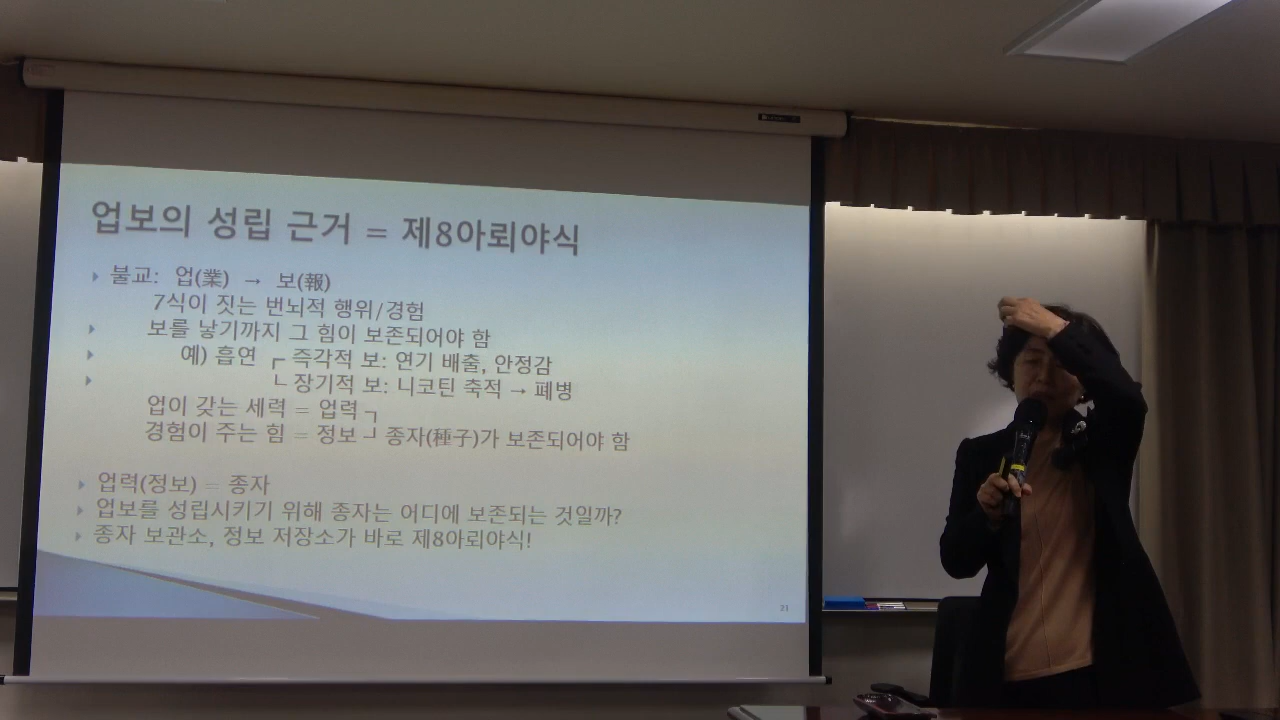 업보의 성립 근거 = 제8아뢰야식
불교: 업(業) → 보(報)
7식이 짓는 번뇌적 행위/경험
보를 낳기까지 그 힘이 보존되어야 함
예) 흡연 ┌ 즉각적 보: 연기 배출, 안정감
└ 장기적 보: 니코틴 축적 → 폐병
업이 갖는 세력 = 업력 ┐
경험이 주는 힘 = 정보 ┘ 종자(種子)가 보존되어야 함
업력(정보) = 종자
업보를 성립시키기 위해 종자는 어디에 보존되는 것일까?
종자 보관소, 정보 저장소가 바로 제8아뢰야식!
21